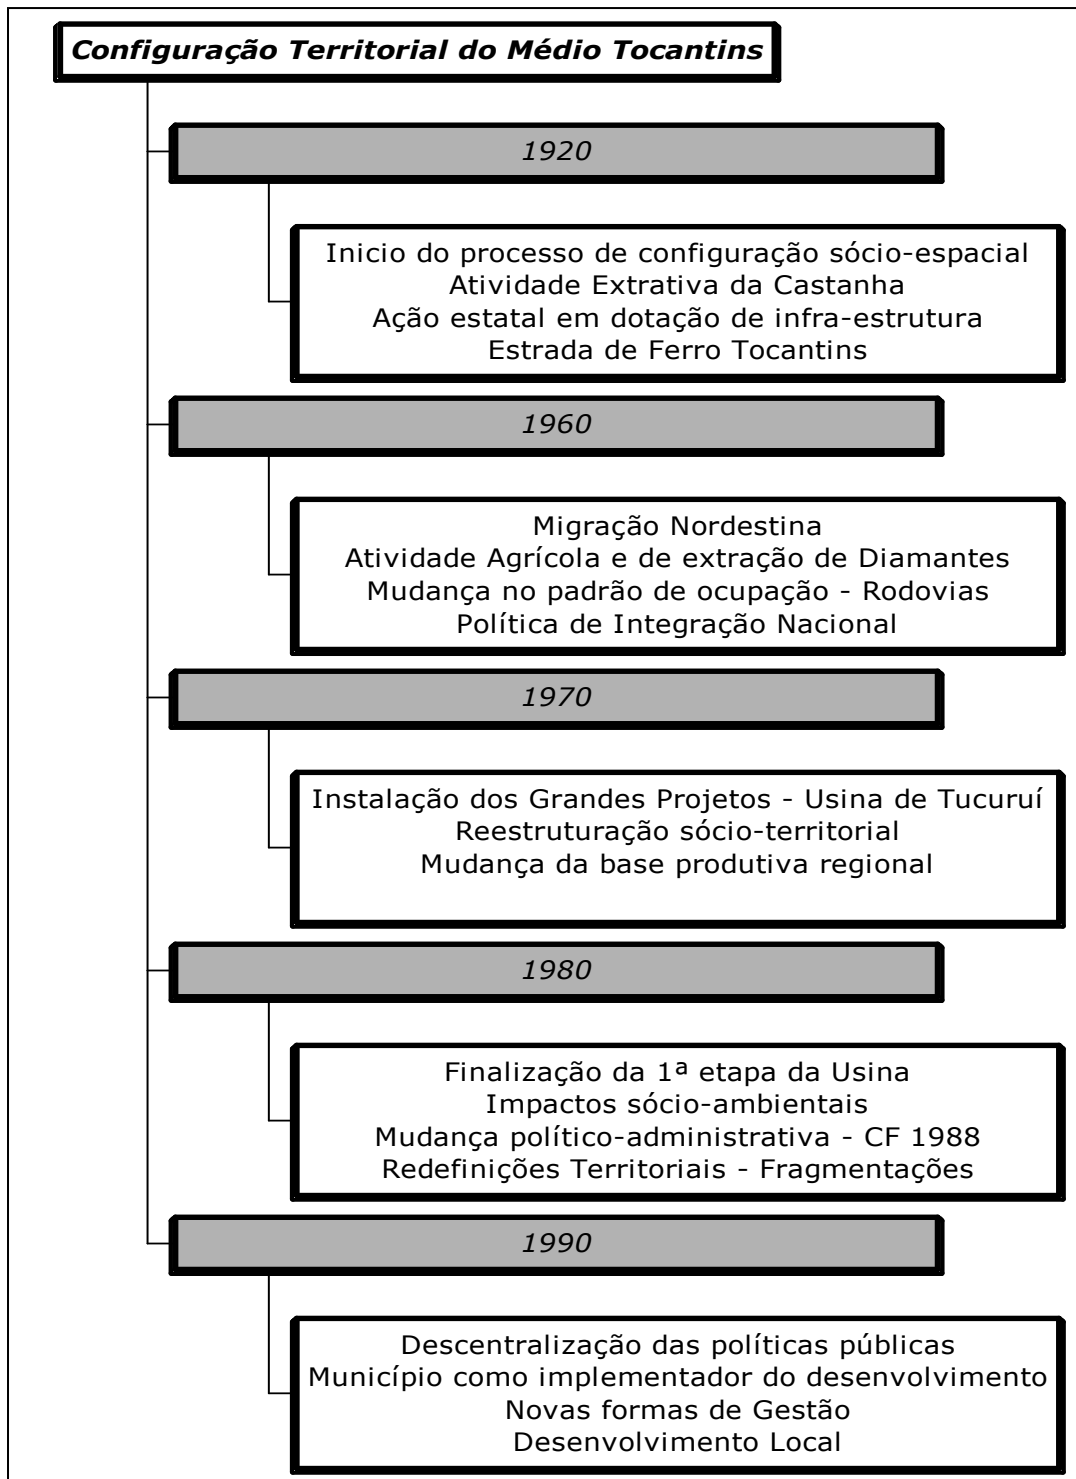 Configuração Territorial do Médio Tocantins
1920
Inicio do processo de configuração sócio-espacial
Atividade Extrativa da Castanha
Ação estatal em dotação de infra-estrutura
Estrada de Ferro Tocantins
1960
Migração Nordestina
Atividade Agrícola e de extração de Diamantes
Mudança no padrão de ocupação - Rodovias
Política de Integração Nacional
1970
Instalação dos Grandes Projetos - Usina de Tucuruí
Reestruturação sócio-territorial
Mudança da base produtiva regional
1980
Finalização da 1ª etapa da Usina
Impactos sócio-ambientais
Mudança político-administrativa - CF 1988
Redefinições Territoriais - Fragmentações
1990
Descentralização das políticas públicas
Município como implementador do desenvolvimento
Novas formas de Gestão
Desenvolvimento Local